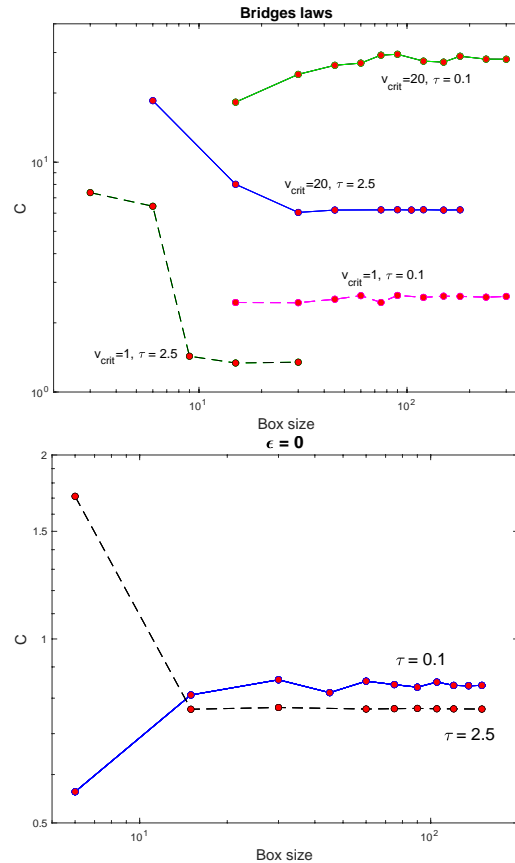 Bridges laws
v_crit=20, τ = 0.1
10^1
v_crit=20, τ = 2.5
C
v_crit=1, τ = 0.1
v_crit=1, τ = 2.5
10^0
10^1
10^2
Box size
ϵ = 0
2
1.5
C
1
τ = 0.1
τ = 2.5
0.5
10^1
10^2
Box size